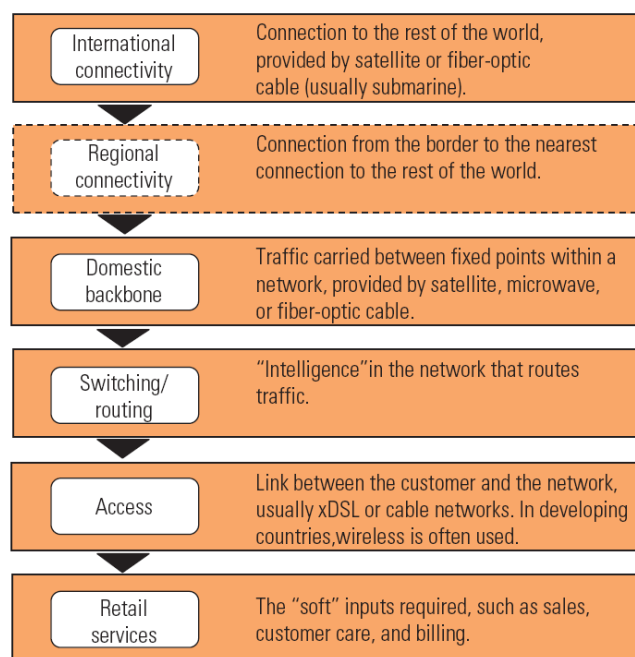 International
connectivity
Connection to the rest of the world,
provided by satellite or fiber-optic
cable (usually submarine).
Regional
connectivity
Connection from the border to the nearest
connection to the rest of the world.
Domestic
backbone
Traffic carried between fixed points within a
network, provided by satellite, microwave,
or fiber-optic cable.
Switching/
routing
“Intelligence”in the network that routes
traffic.
Access
Link between the customer and the network,
usually xDSL or cable networks. In developing
countries,wireless is often used.
Retail
services
The “soft” inputs required, such as sales,
customer care, and billing.